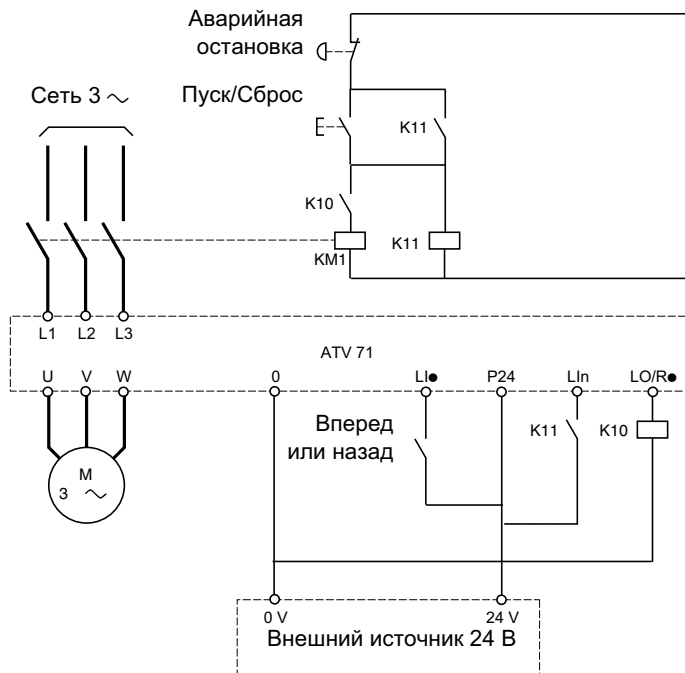 Аварийная
остановка
Сеть 3 ~
Пуск/Сброс
K11
K10
KM1
K11
L1 L2 L3
ATV 71
U V W 0 LI● P24 LIn LO/R●
Вперед
или назад
K11
K10
M
3 ~
0 V
24 V
Внешний источник 24 В